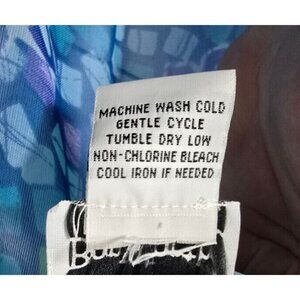 MACHINE WASH COLD
GENTLE CYCLE
TUMBLE DRY LOW
NON-CHLORINE BLEACH
COOL IRON IF NEEDED